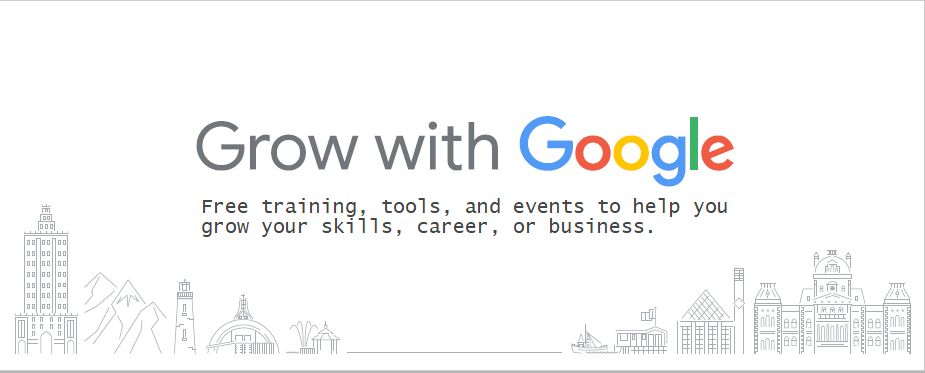 Grow with Google
Free training, tools, and events to help you
grow your skills, career, or business.